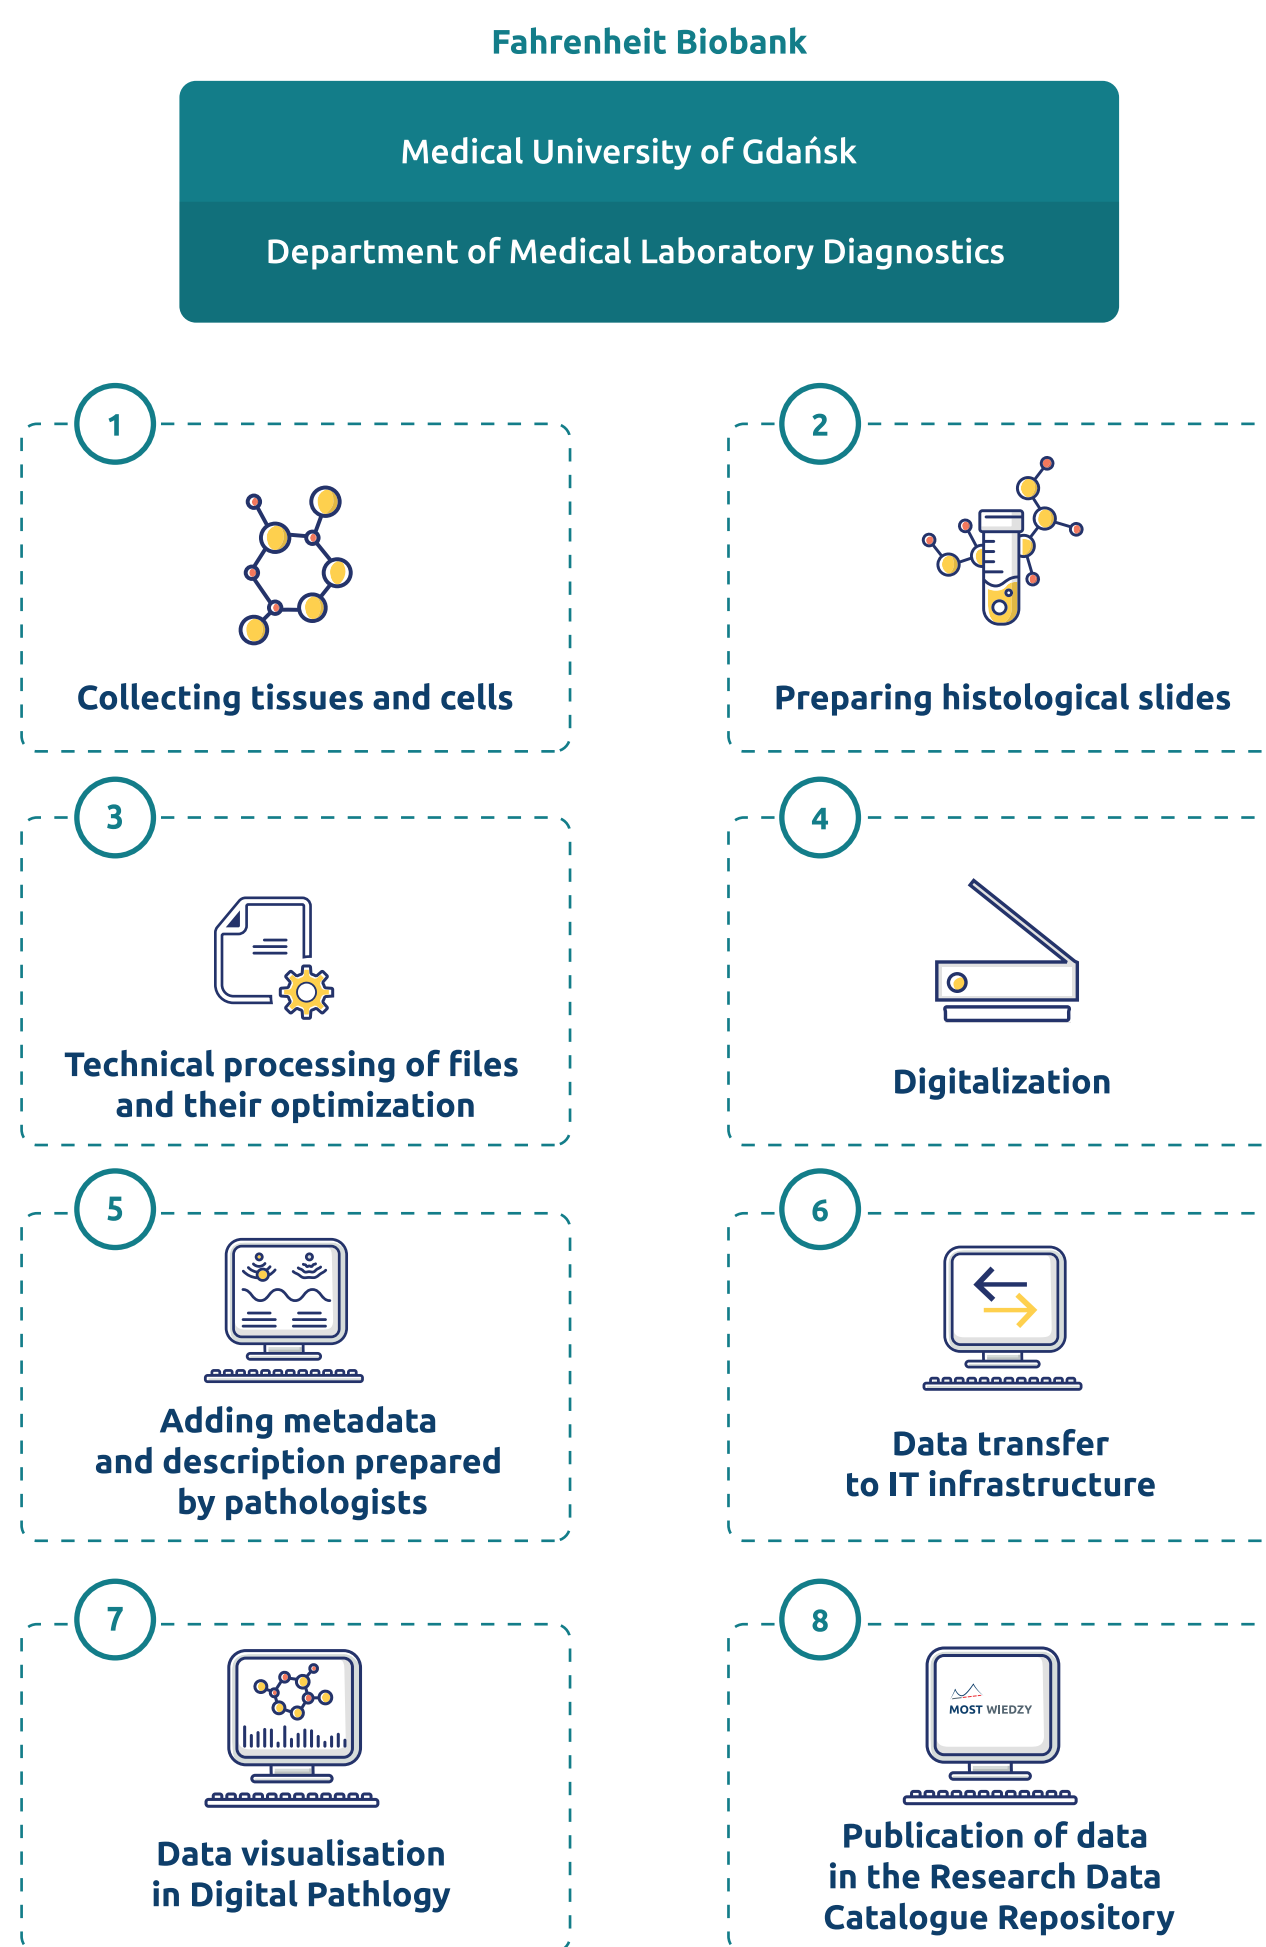 Fahrenheit Biobank
Medical University of Gdańsk
Department of Medical Laboratory Diagnostics
1
Collecting tissues and cells
2
Preparing histological slides
3
Technical processing of files
and their optimization
4
Digitalization
5
Adding metadata
and description prepared
by pathologists
6
Data transfer
to IT infrastructure
7
Data visualisation
in Digital Pathlogy
8
MOST WIEDZY
Publication of data
in the Research Data
Catalogue Repository